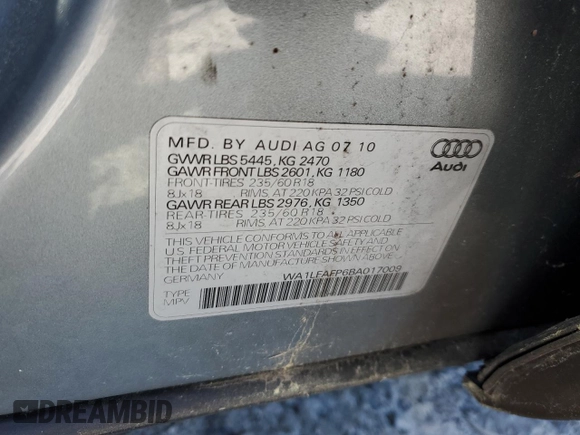 MFD. BY AUDI AG 07 10
GVWR LBS 5445, KG 2470
GAWR FRONT LBS 2601, KG 1180
FRONT-TIRES 235/60 R18
8Jx18 RIMS. AT 220 KPA 32 PSI COLD
GAWR REAR LBS 2976, KG 1350
REAR-TIRES 235/60 R18
8Jx18 RIMS. AT 220 KPA 32 PSI COLD
THIS VEHICLE CONFORMS TO ALL APPLICABLE
U.S FEDERAL MOTOR VEHICLE SAFETY AND
THEFT PREVENTION STANDARDS IN EFFECT ON
THE DATE OF MANUFACTURE SHOWN ABOVE.
GERMANY
WA1LFAFP6BA017009
TYPE
MPV
Audi
DREAMBID